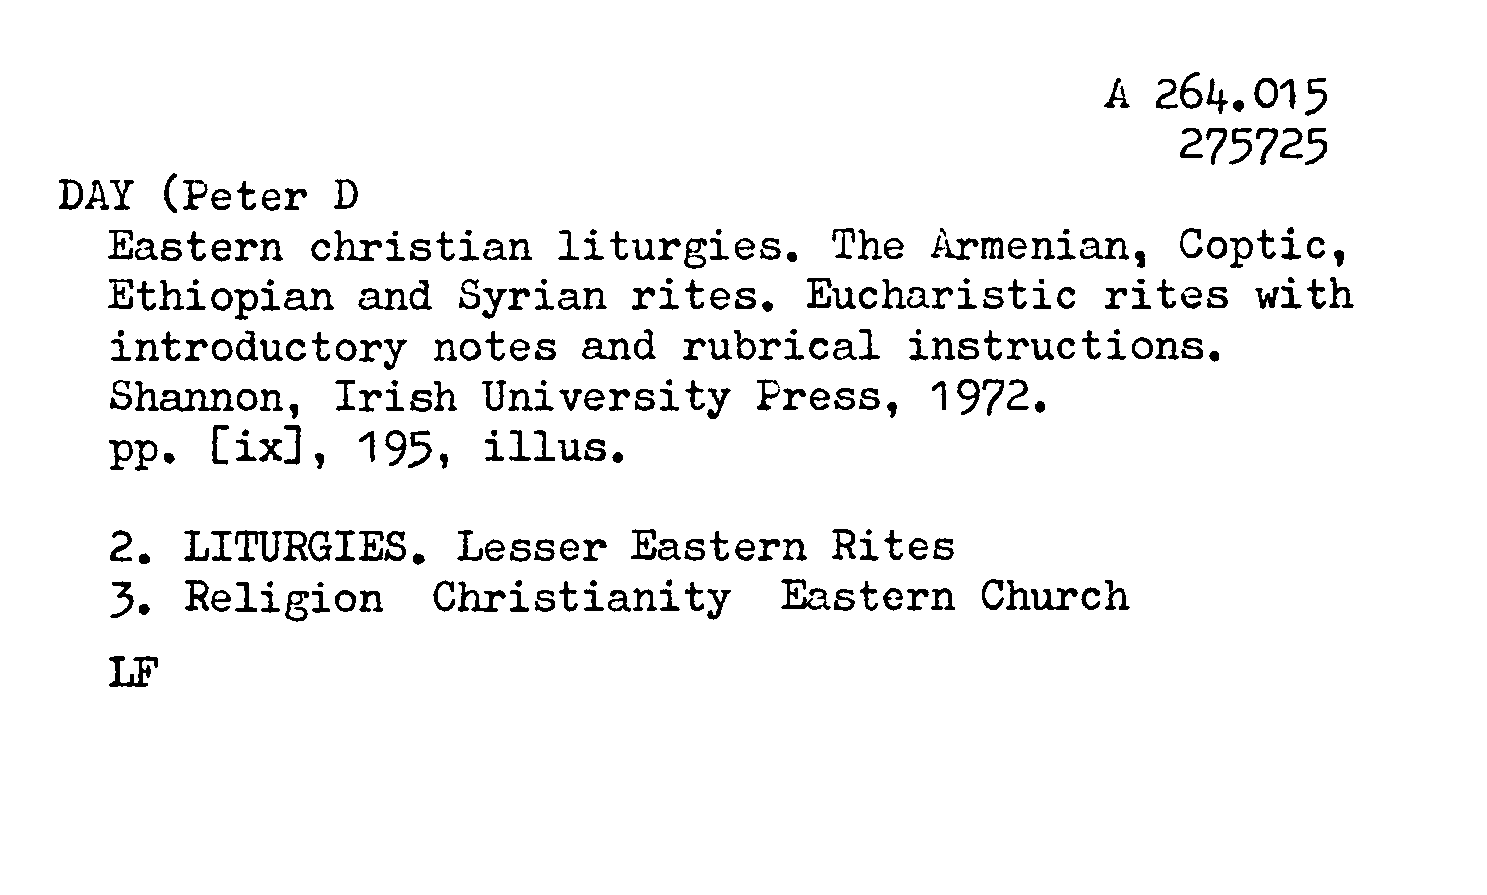 A 264.015
275725
DAY (Peter D
Eastern christian liturgies. The Armenian, Coptic,
Ethiopian and Syrian rites. Eucharistic rites with
introductory notes and rubrical instructions.
Shannon, Irish University Press, 1972.
pp. [ix], 195, illus.
2. LITURGIES. Lesser Eastern Rites
3. Religion Christianity Eastern Church
LF